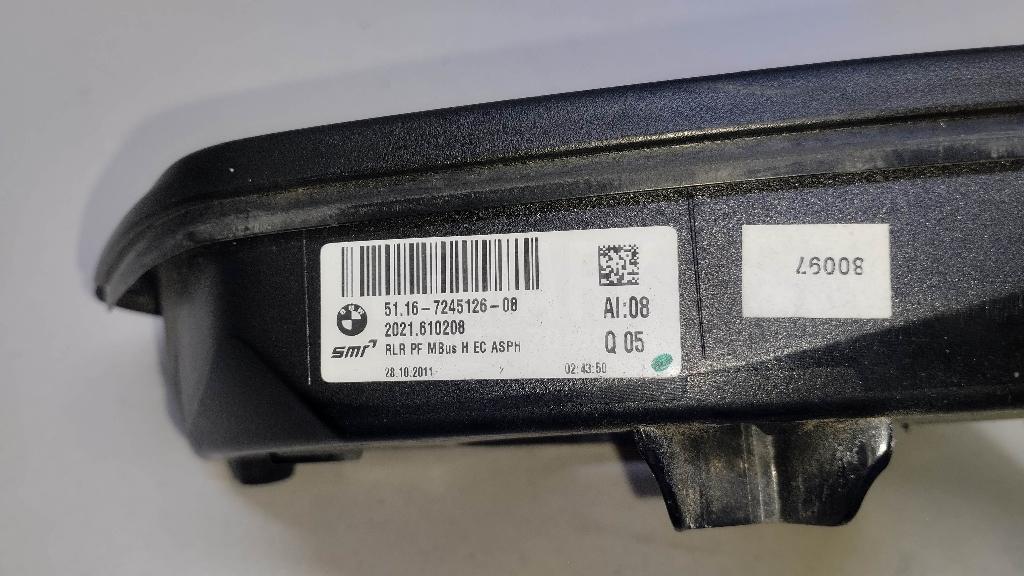 51.16-7245126-08
2021.610208
smr
RLR PF MBus H EC ASPH
28.10.2011
02:43:50
AI:08
Q 05
80097